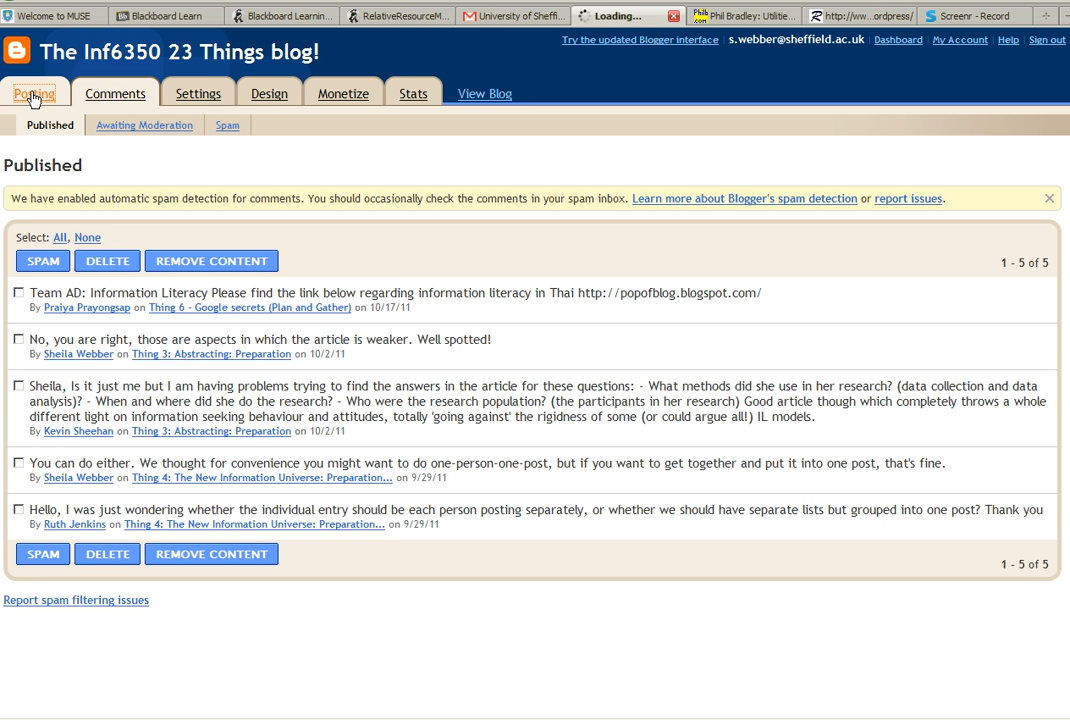 Welcome to MUSE
Blackboard Learn
Blackboard Learnin...
RelativeResourceM...
University of Sheffi...
Loading...
Phil Bradley: Utilitie...
http://ww...ordpress/
Screenr - Record
The Inf6350 23 Things blog!
Try the updated Blogger interface s.webber@sheffield.ac.uk Dashboard My Account Help Sign out
Posting Comments Settings Design Monetize Stats View Blog
Published Awaiting Moderation Spam
Published
We have enabled automatic spam detection for comments. You should occasionally check the comments in your spam inbox. Learn more about Blogger's spam detection or report issues.
Select: All, None
SPAM DELETE REMOVE CONTENT
1 - 5 of 5
Team AD: Information Literacy Please find the link below regarding information literacy in Thai http://popofblog.blogspot.com/
By Praiya Prayongsap on Thing 6 - Google secrets (Plan and Gather) on 10/17/11
No, you are right, those are aspects in which the article is weaker. Well spotted!
By Sheila Webber on Thing 3: Abstracting: Preparation on 10/2/11
Sheila, Is it just me but I am having problems trying to find the answers in the article for these questions: - What methods did she use in her research? (data collection and data
analysis)? - When and where did she do the research? - Who were the research population? (the participants in her research) Good article though which completely throws a whole
different light on information seeking behaviour and attitudes, totally 'going against' the rigidness of some (or could argue all!) IL models.
By Kevin Sheehan on Thing 3: Abstracting: Preparation on 10/2/11
You can do either. We thought for convenience you might want to do one-person-one-post, but if you want to get together and put it into one post, that's fine.
By Sheila Webber on Thing 4: The New Information Universe: Preparation... on 9/29/11
Hello, I was just wondering whether the individual entry should be each person posting separately, or whether we should have separate lists but grouped into one post? Thank you
By Ruth Jenkins on Thing 4: The New Information Universe: Preparation... on 9/29/11
SPAM DELETE REMOVE CONTENT
1 - 5 of 5
Report spam filtering issues